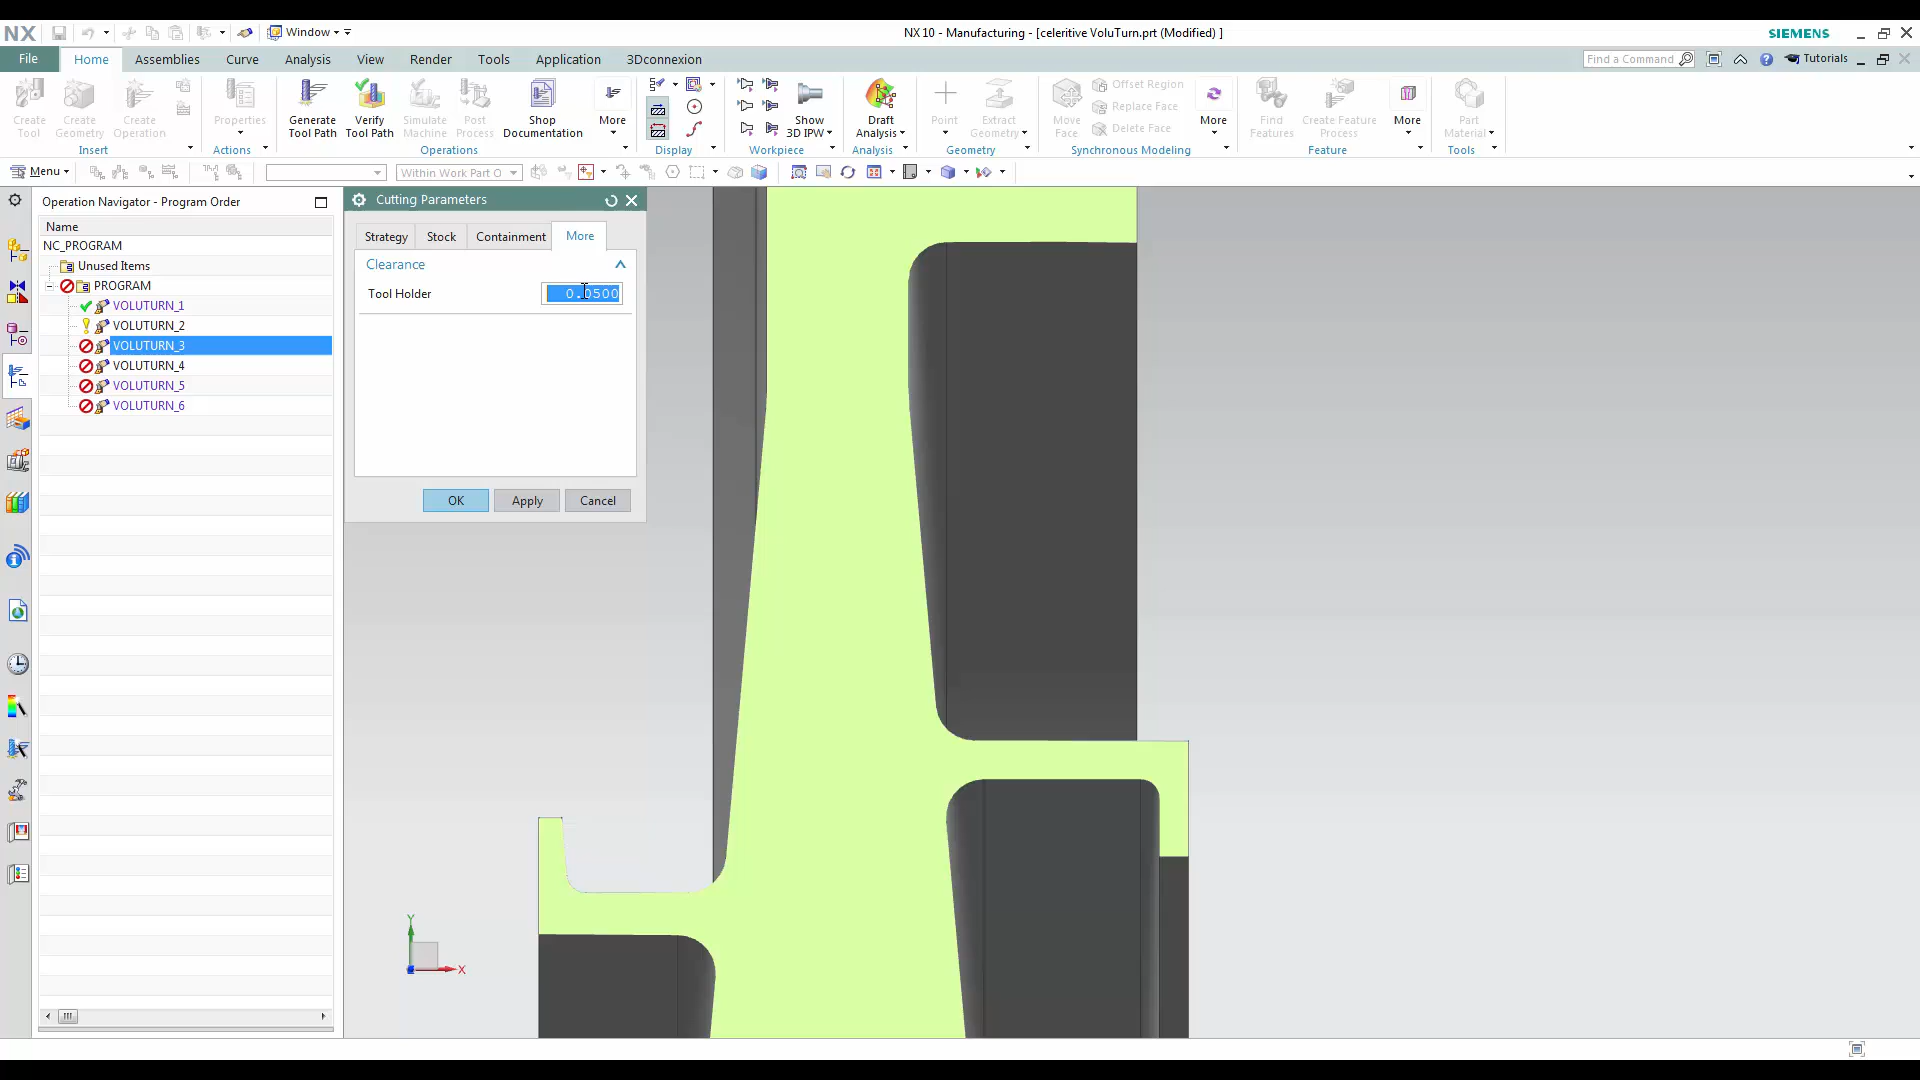 NX
Window
NX 10 - Manufacturing - [celeritive VoluTurn.prt (Modified) ]
SIEMENS
File
Home
Assemblies
Curve
Analysis
View
Render
Tools
Application
3Dconnexion
Find a Command
Tutorials
Create Tool
Create Geometry
Create Operation
Properties
Generate Tool Path
Verify Tool Path
Simulate Machine
Post Process
Shop Documentation
More
Show 3D IPW
Draft Analysis
Point
Extract Geometry
Move Face
Offset Region
Replace Face
Delete Face
More
Find Features
Create Feature Process
More
Part Material
Insert
Actions
Operations
Display
Workpiece
Analysis
Geometry
Synchronous Modeling
Feature
Tools
Menu
Within Work Part O
Operation Navigator - Program Order
Name
NC_PROGRAM
Unused Items
PROGRAM
VOLUTURN_1
VOLUTURN_2
VOLUTURN_3
VOLUTURN_4
VOLUTURN_5
VOLUTURN_6
Cutting Parameters
Strategy
Stock
Containment
More
Clearance
Tool Holder
0.0500
OK
Apply
Cancel
Y
X